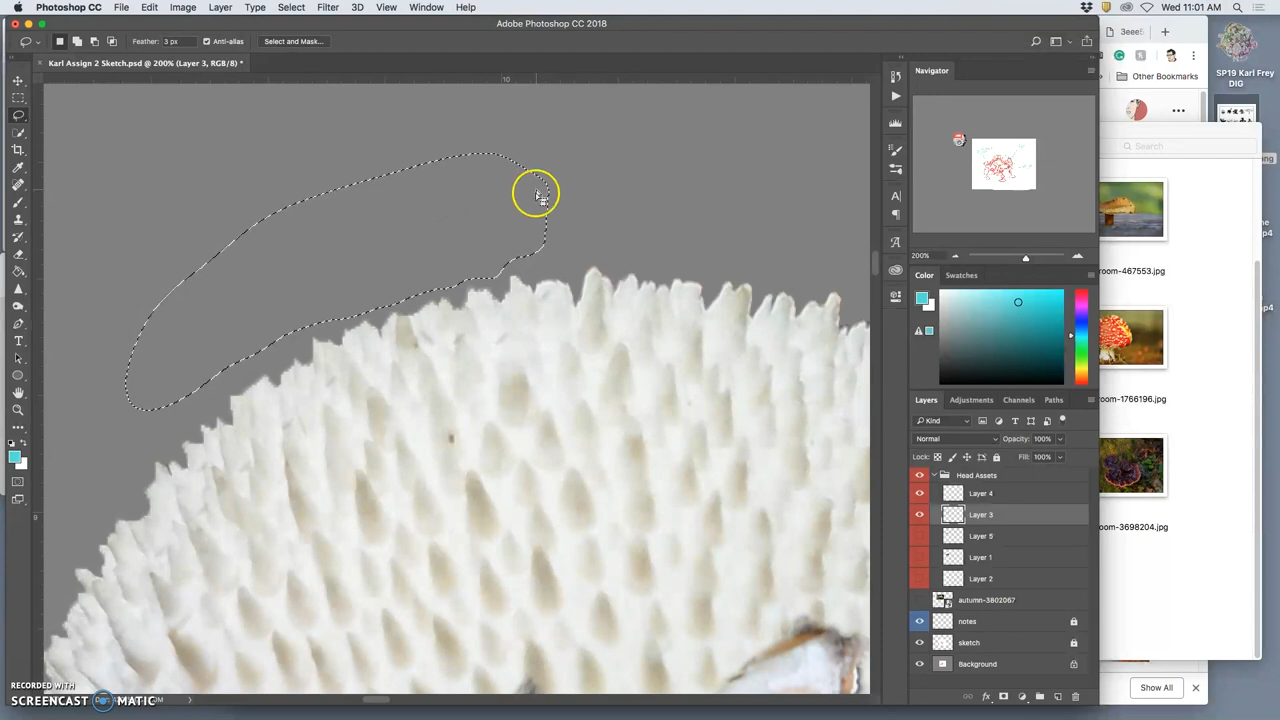 Photoshop CC File Edit Image Layer Type Select Filter 3D View Window Help Wed 11:01 AM
Adobe Photoshop CC 2018
Feather: 3 px Anti-alias Select and Mask...
Karl Assign 2 Sketch.psd @ 200% (Layer 3, RGB/8) *
10
9
Navigator
200%
Color Swatches
Layers Adjustments Channels Paths
Kind
Normal Opacity: 100%
Lock: Fill: 100%
Head Assets
Layer 4
Layer 3
Layer 5
Layer 1
Layer 2
autumn-3802067
notes
sketch
Background
3eee5
Other Bookmarks
Search
room-467553.jpg
room-1766196.jpg
room-3698204.jpg
Show All
SP19 Karl Frey
DIG
RECORDED WITH
SCREENCAST MATIC